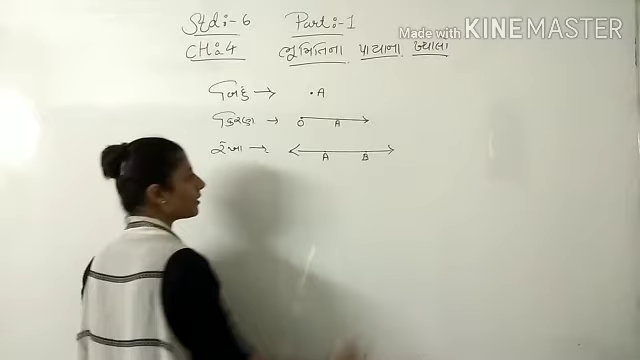 Std:-6 Part:-1
Made with KINEMASTER
CH:4 ભૂમિતિના પાયાના ખ્યાલો
બિંદુ → . A
કિરણ → O A
રેખા → A B